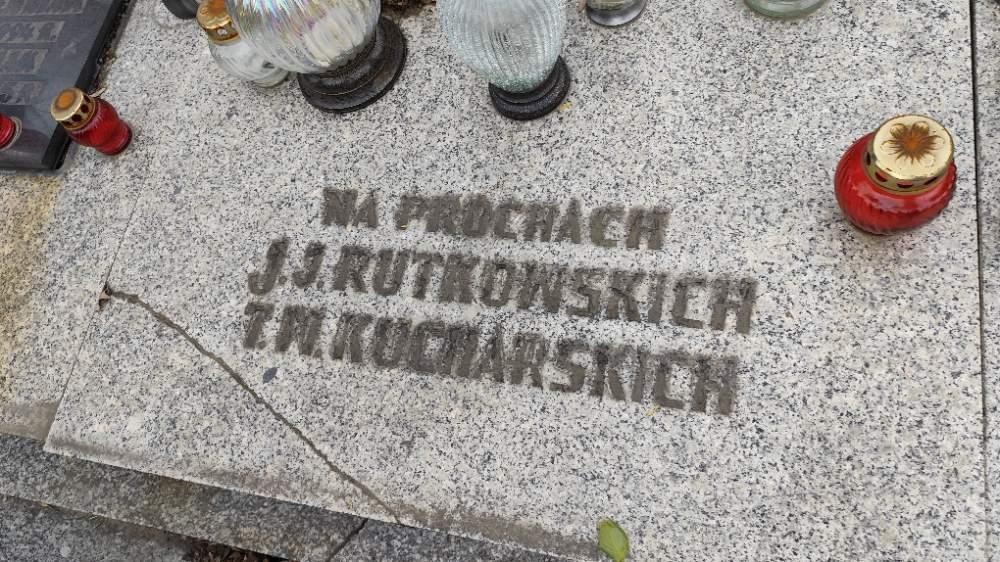 NA PROCHACH
J.J. RUTKOWSKICH
T.W. KUCHARSKICH